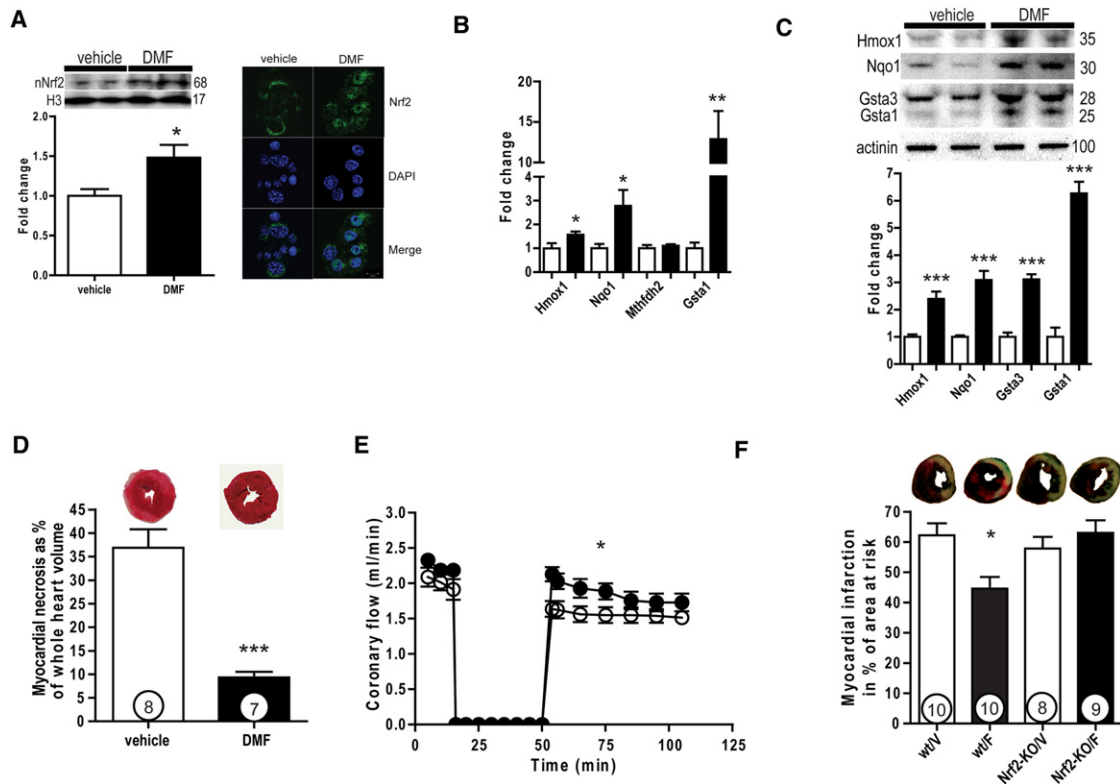 A
vehicle DMF
nNrf2 68
H3 17
2.0
1.5
1.0
0.5
0.0
Fold change
*
vehicle DMF
vehicle DMF
Nrf2
DAPI
Merge
B
20
15
10
4
3
2
1
0
Fold change
* * **
Hmox1 Nqo1 Mthfdh2 Gsta1
C
vehicle DMF
Hmox1 35
Nqo1 30
Gsta3 28
Gsta1 25
actinin 100
7
6
4
3
1
0
Fold change
*** *** *** ***
Hmox1 Nqo1 Gsta3 Gsta1
D
45
40
35
30
25
20
15
10
5
0
Myocardial necrosis as %
of whole heart volume
***
8 7
vehicle DMF
E
3.0
2.5
2.0
1.5
1.0
0.5
0.0
Coronary flow (ml/min)
*
0 25 50 75 100 125
Time (min)
F
70
60
50
40
30
20
10
0
Myocardial infarction
in % of area at risk
*
10 10 8 9
wt/V wt/F Nrf2-KO/V Nrf2-KO/F